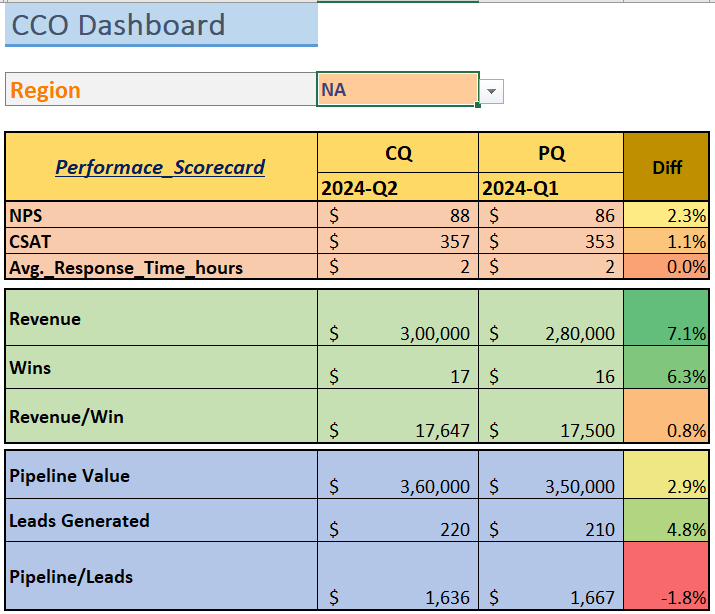 CCO Dashboard
Region NA
Performace_Scorecard CQ PQ Diff
2024-Q2 2024-Q1
NPS $ 88 $ 86 2.3%
CSAT $ 357 $ 353 1.1%
Avg._Response_Time_hours $ 2 $ 2 0.0%
Revenue $ 3,00,000 $ 2,80,000 7.1%
Wins $ 17 $ 16 6.3%
Revenue/Win $ 17,647 $ 17,500 0.8%
Pipeline Value $ 3,60,000 $ 3,50,000 2.9%
Leads Generated $ 220 $ 210 4.8%
Pipeline/Leads $ 1,636 $ 1,667 -1.8%